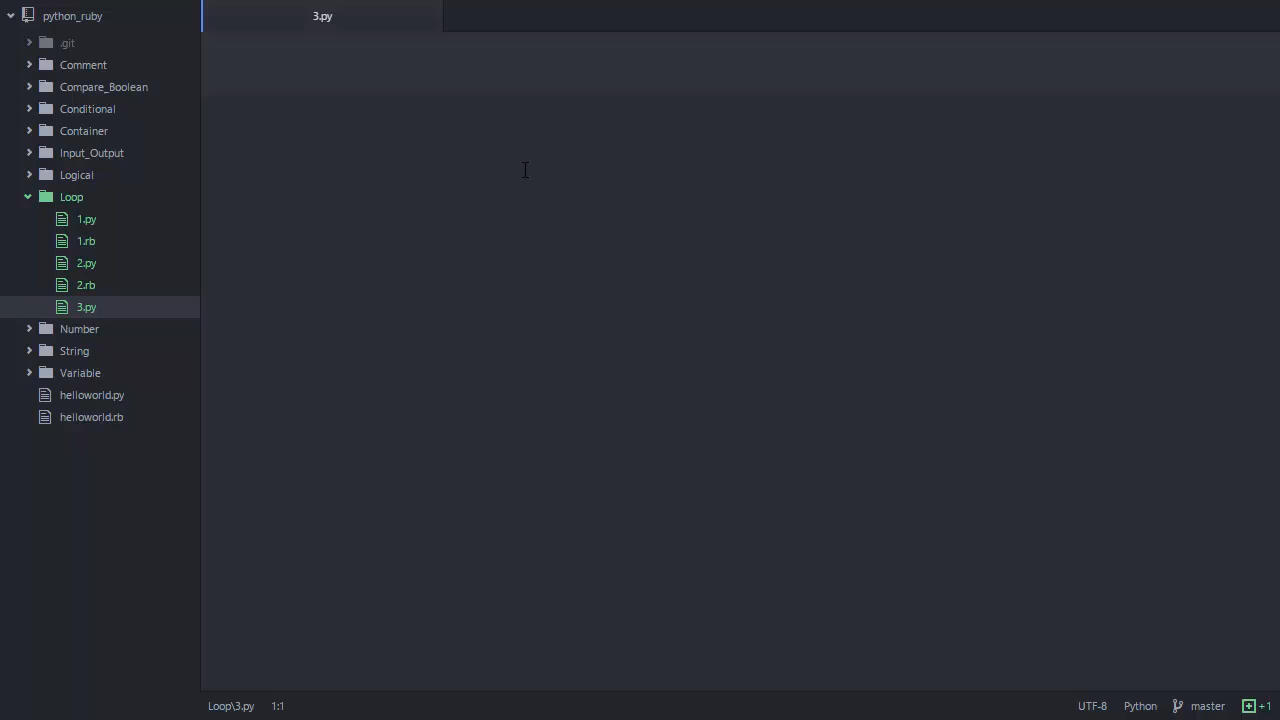 python_ruby
3.py
.git
Comment
Compare_Boolean
Conditional
Container
Input_Output
Logical
Loop
1.py
1.rb
2.py
2.rb
3.py
Number
String
Variable
helloworld.py
helloworld.rb
Loop\3.py 1:1 UTF-8 Python master +1